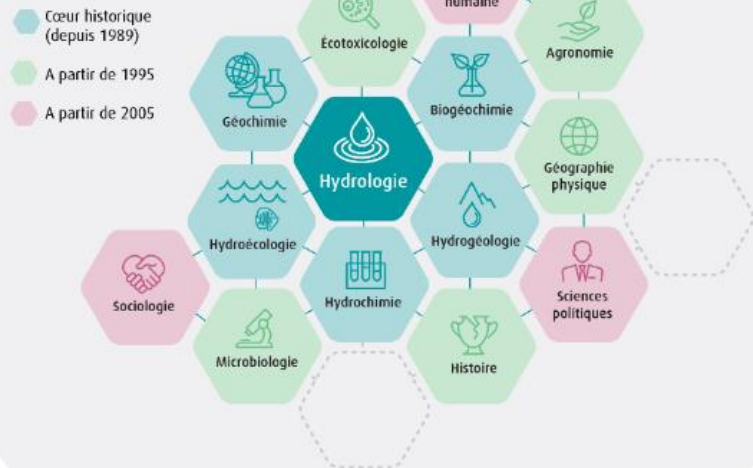 humaine
Cœur historique
(depuis 1989)
A partir de 1995
A partir de 2005
Écotoxicologie
Agronomie
Géochimie
Biogéochimie
Hydrologie
Géographie
physique
Hydroécologie
Hydrogéologie
Sociologie
Hydrochimie
Sciences
politiques
Microbiologie
Histoire